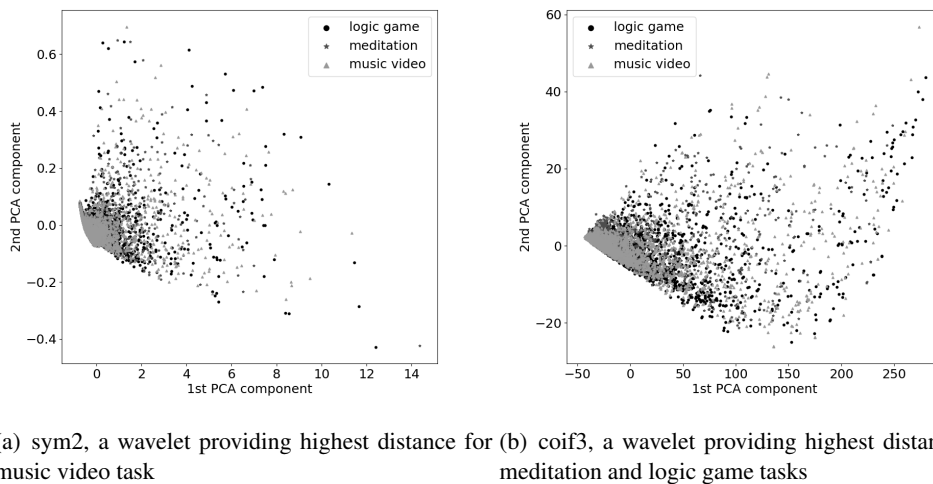 logic game
meditation
music video
0.6
0.4
0.2
0.0
−0.2
−0.4
2nd PCA component
0 2 4 6 8 10 12 14
1st PCA component
logic game
meditation
music video
60
40
20
0
−20
2nd PCA component
−50 0 50 100 150 200 250
1st PCA component
a) sym2, a wavelet providing highest distance for
music video task
(b) coif3, a wavelet providing highest distan
meditation and logic game tasks